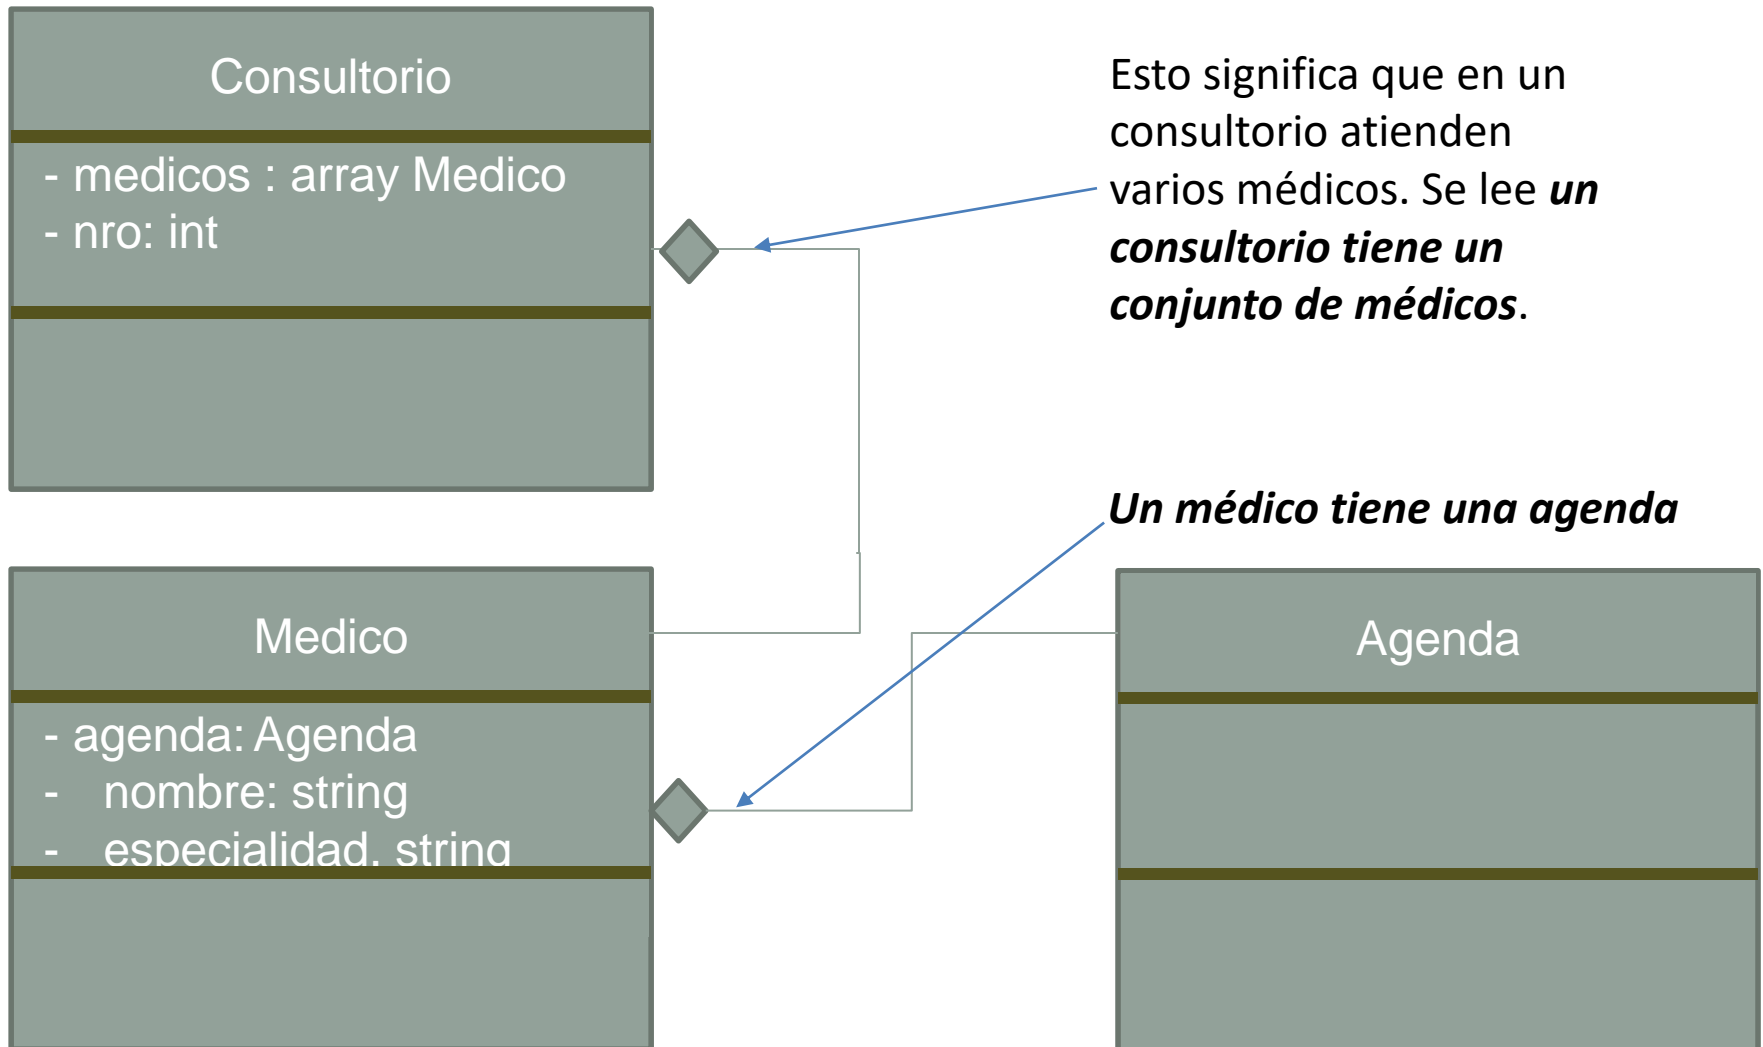 Consultorio
- medicos : array Medico
- nro: int
Esto significa que en un
consultorio atienden
varios médicos. Se lee un
consultorio tiene un
conjunto de médicos.
Un médico tiene una agenda
Medico
- agenda: Agenda
- nombre: string
- especialidad. string
Agenda